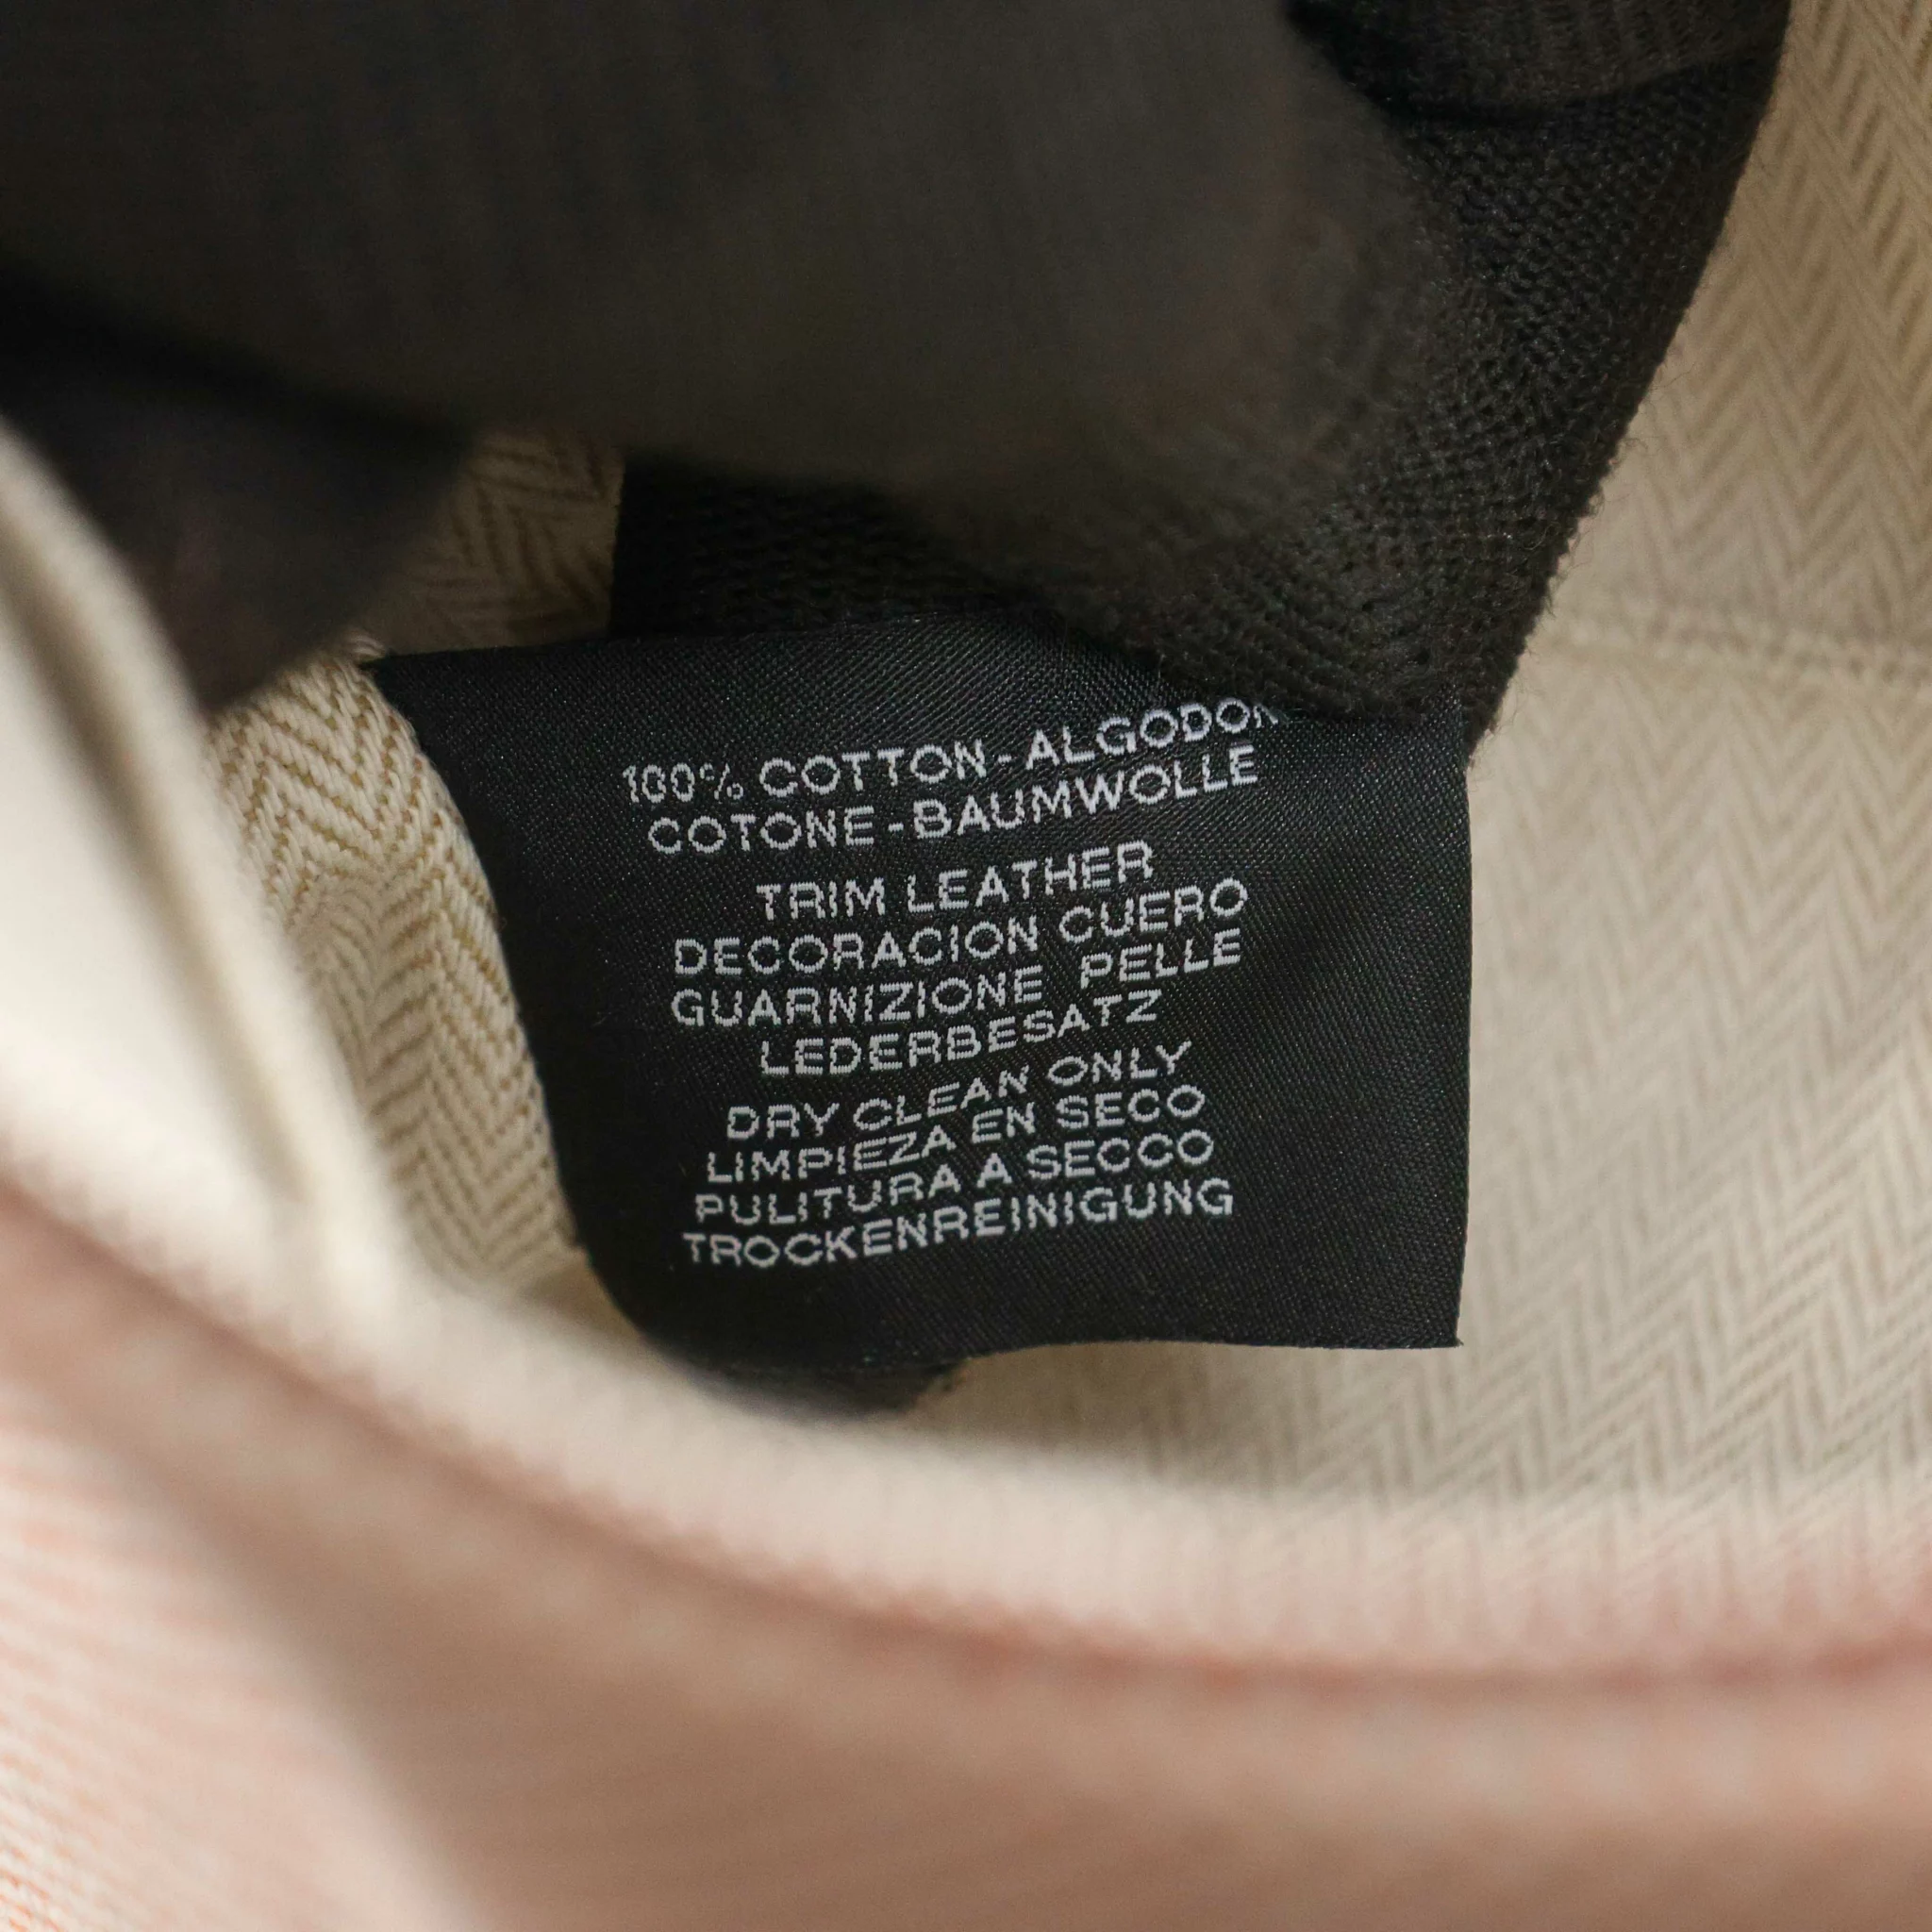 100% COTTON-ALGODON
COTONE-BAUMWOLLE
TRIM LEATHER
DECORACION CUERO
GUARNIZIONE PELLE
LEDERBESATZ
DRY CLEAN ONLY
LIMPIEZA EN SECO
PULITURA A SECCO
TROCKENREINIGUNG